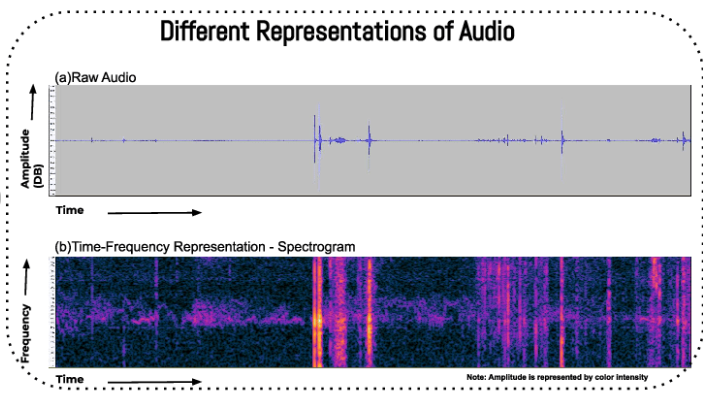 Different Representations of Audio
(a)Raw Audio
Amplitude
(DB)
Time
(b)Time-Frequency Representation - Spectrogram
Frequency
Time
Note: Amplitude is represented by color intensity